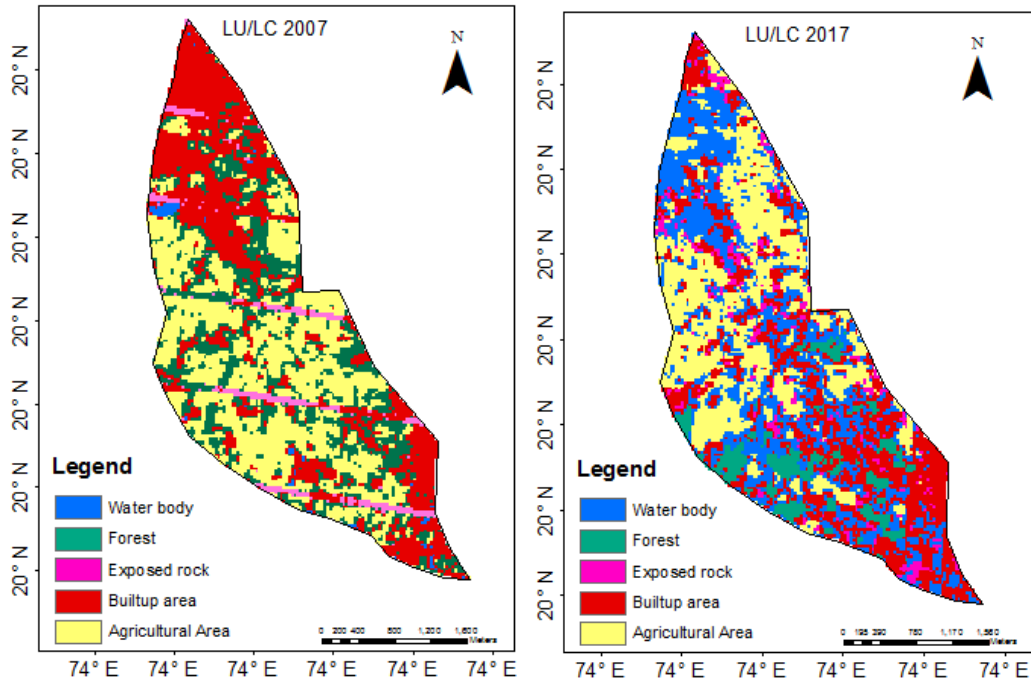 LU/LC 2007
N
20° N
20° N
20° N
20° N
20° N
20° N
20° N
Legend
Water body
Forest
Exposed rock
Builtup area
Agricultural Area
0 200 400 800 1,200 1,600
Meters
74° E 74° E 74° E 74° E 74° E 74° E
LU/LC 2017
N
20° N
20° N
20° N
20° N
20° N
20° N
20° N
Legend
Water body
Forest
Exposed rock
Builtup area
Agricultural Area
0 195 390 780 1,170 1,560
Meters
74° E 74° E 74° E 74° E 74° E 74° E